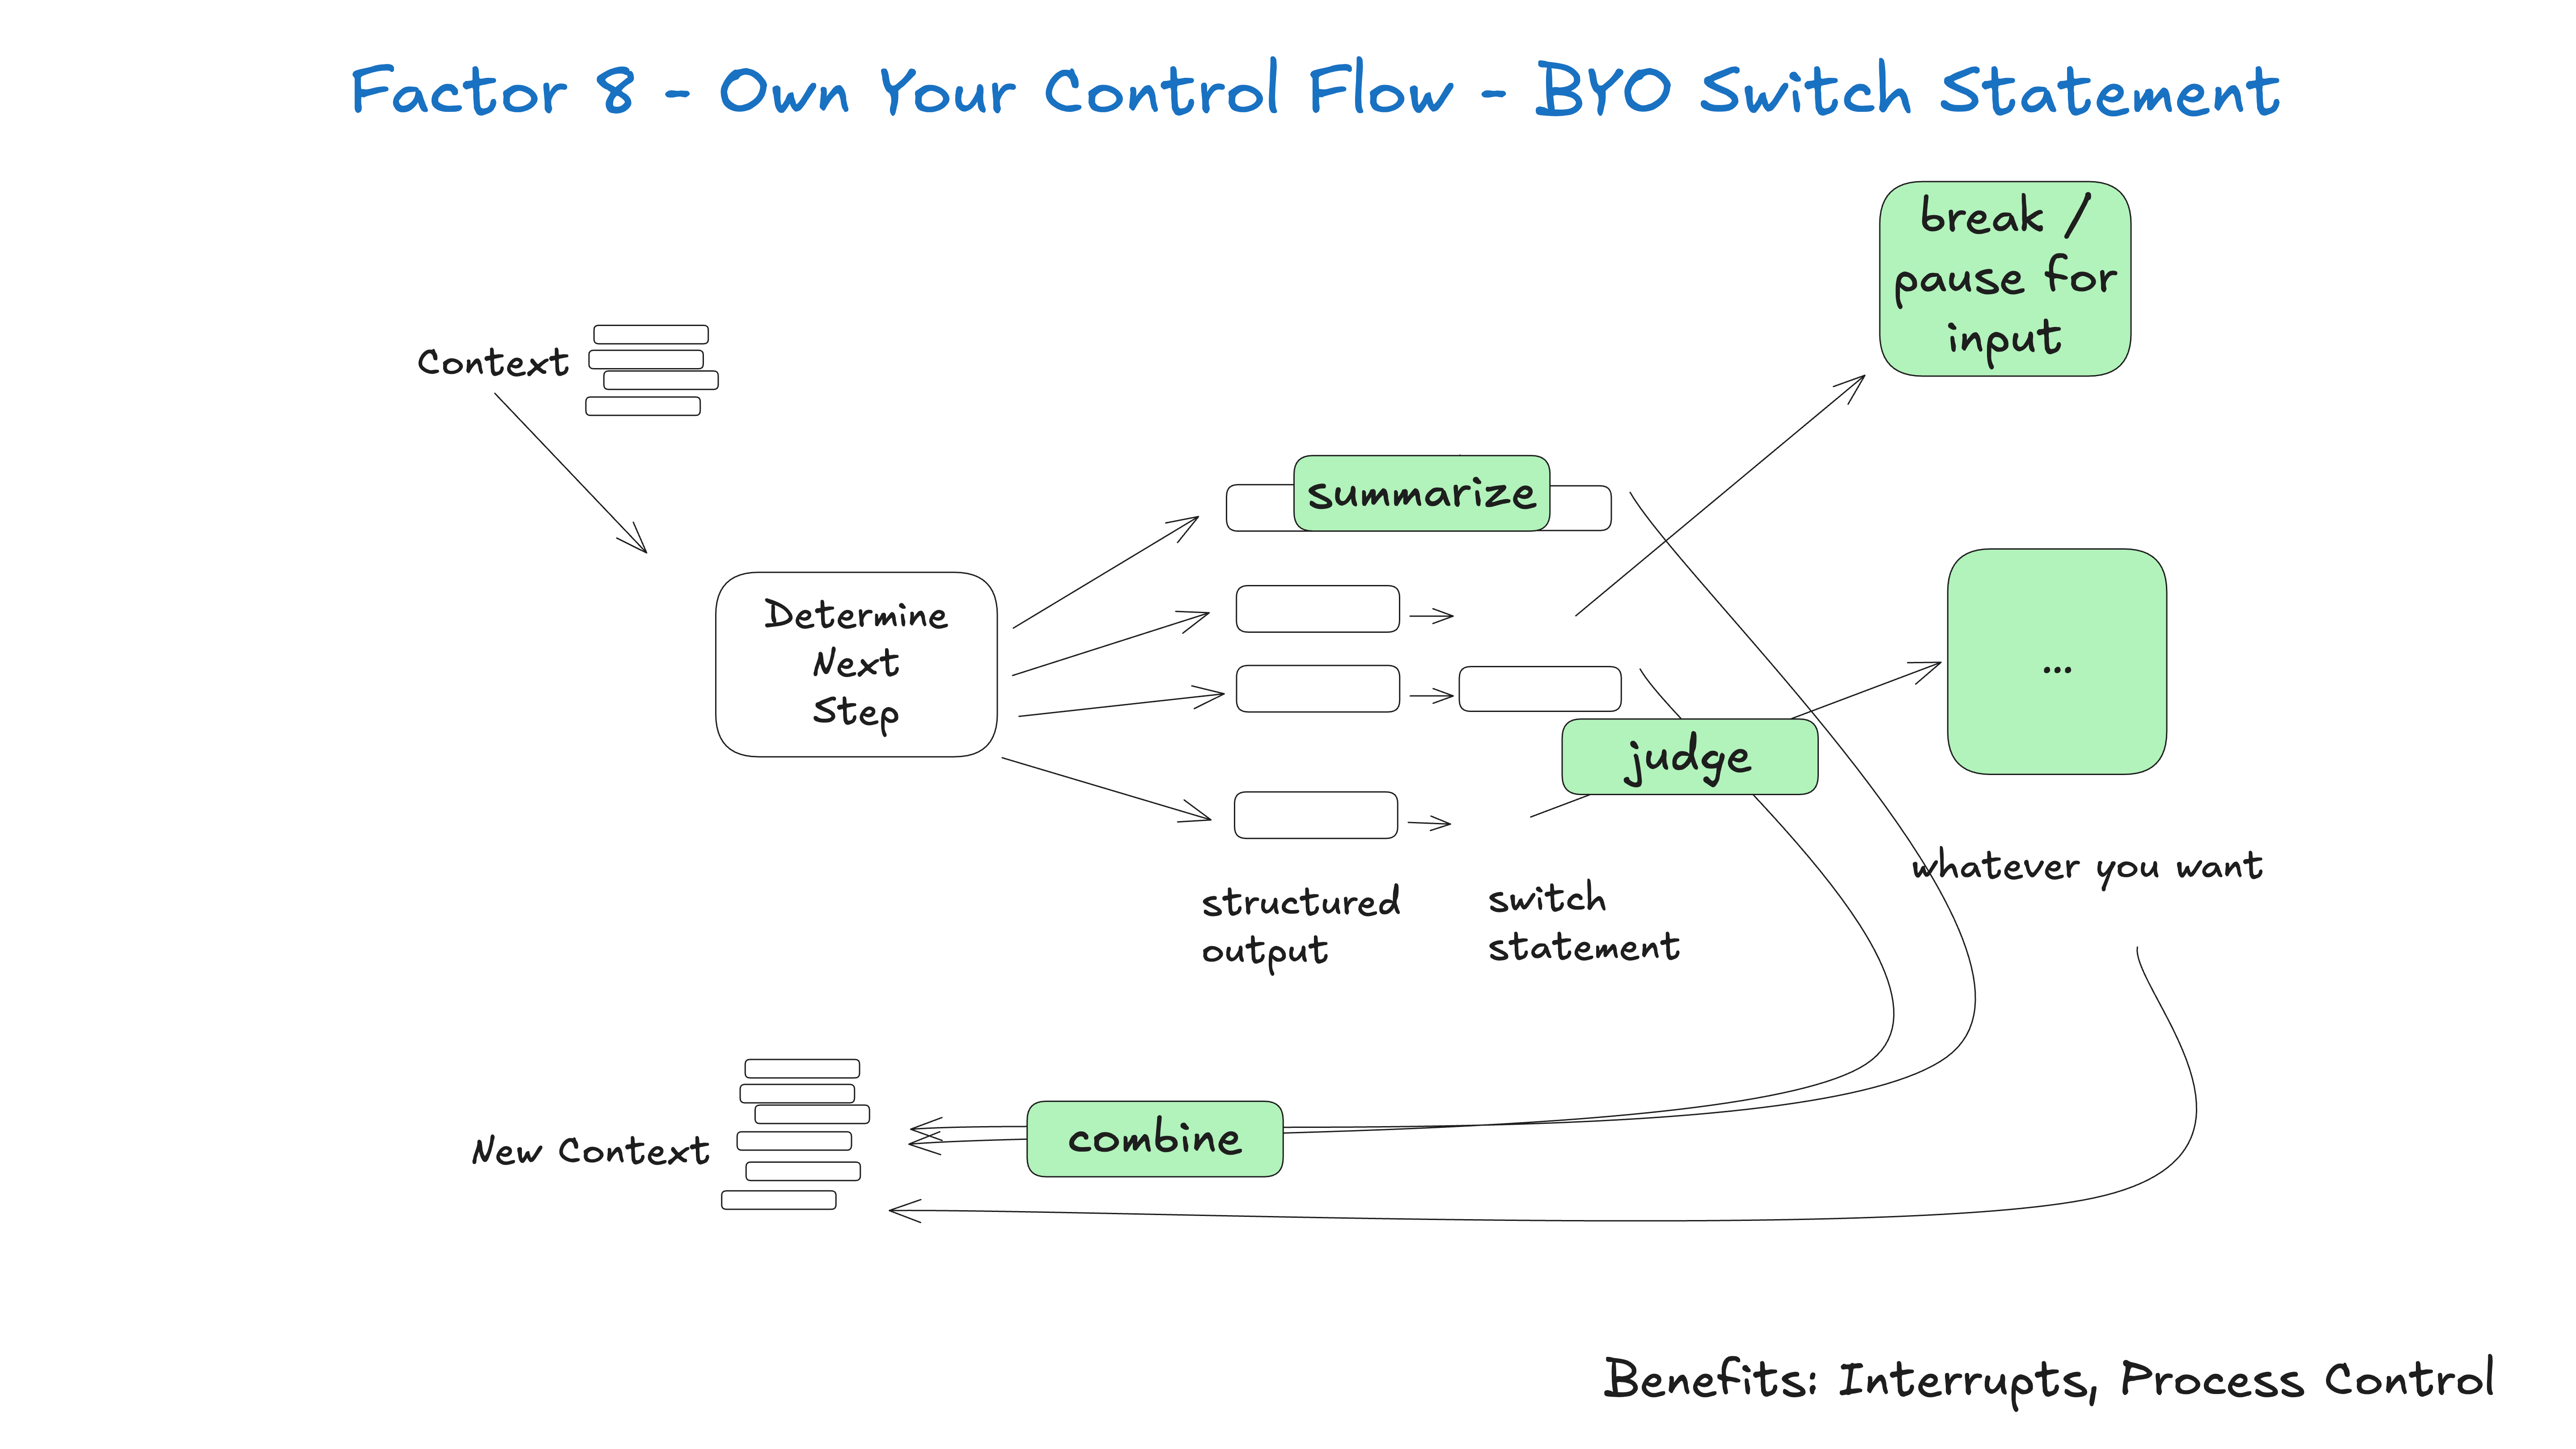 Factor 8 - Own Your Control Flow - BYO Switch Statement
break /
pause for
input
Context
summarize
Determine
Next
Step
...
judge
whatever you want
structured
output
switch
statement
New Context
combine
Benefits: Interrupts, Process Control